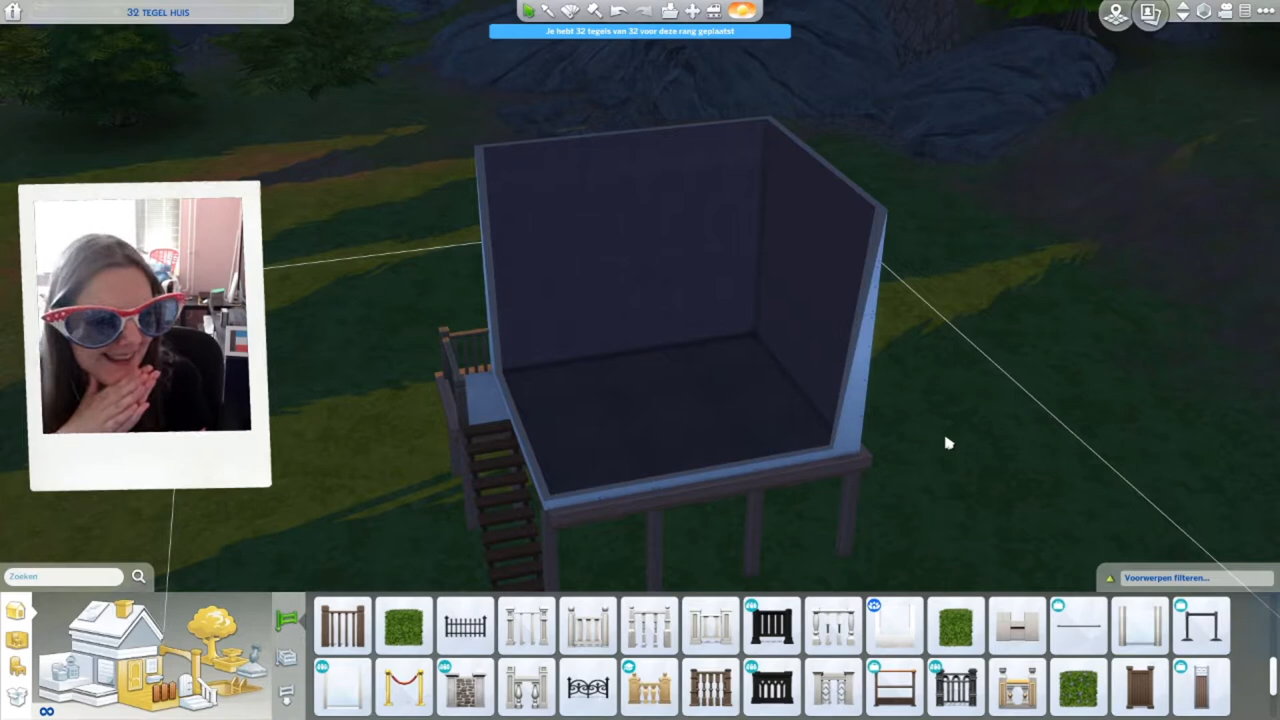 32 TEGEL HUIS
Je hebt 32 tegels van 32 voor deze rang geplaatst
Zoeken
Voorwerpen filteren...